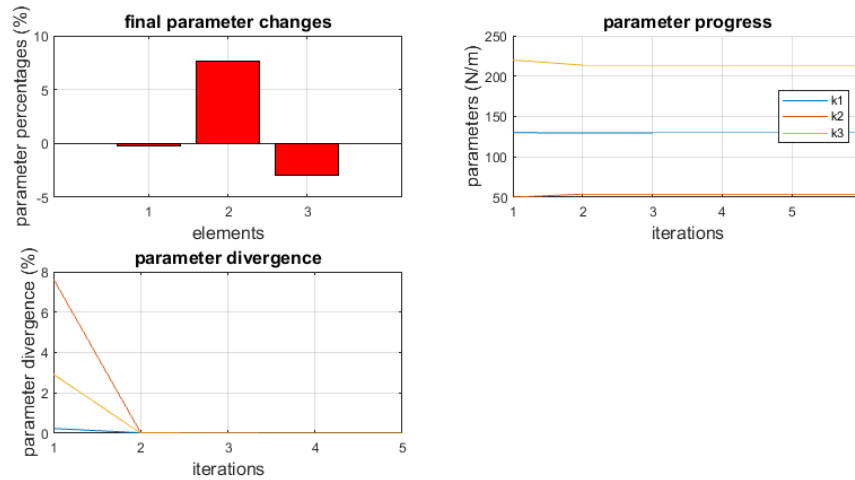 final parameter changes
parameter percentages (%)
10
5
0
-5
1 2 3
elements
parameter progress
parameters (N/m)
250
200
150
100
50
k1
k2
k3
1 2 3 4 5
iterations
parameter divergence
parameter divergence (%)
8
6
4
2
0
1 2 3 4 5
iterations